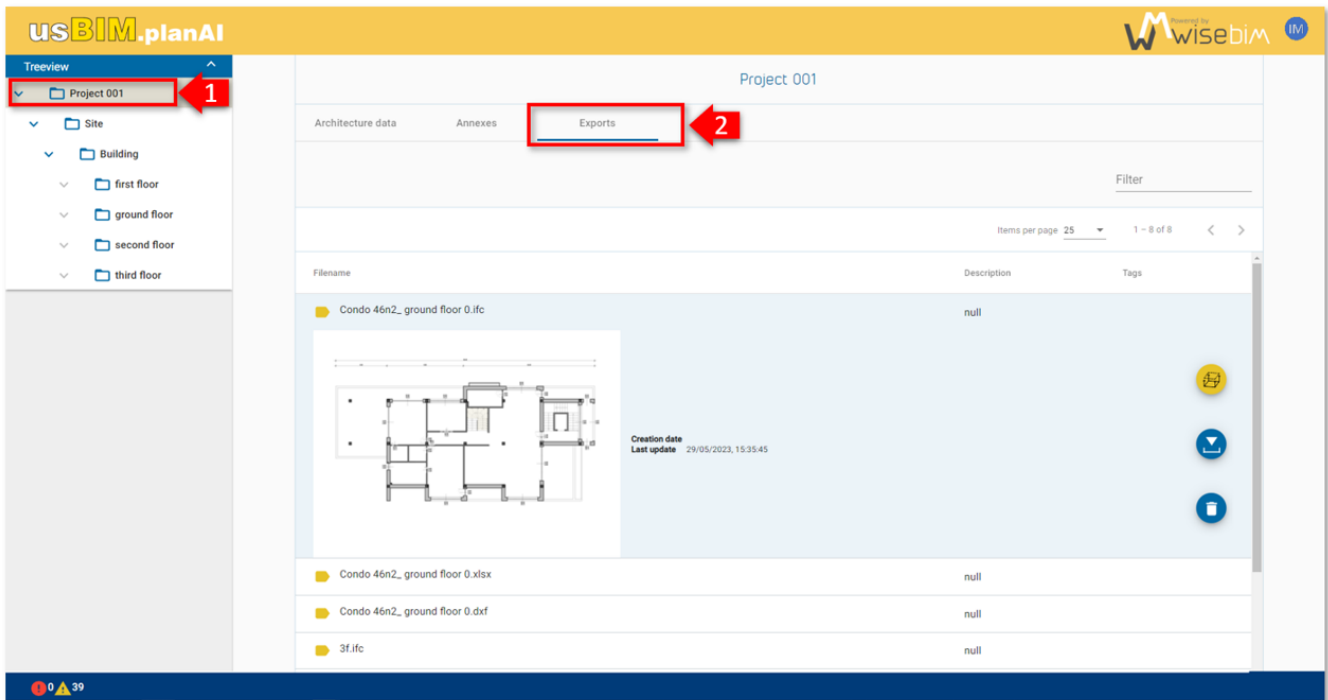 usBIM.planAI
Powered by
wisebim
IM
Treeview
Project 001
1
Site
Building
first floor
ground floor
second floor
third floor
Project 001
Architecture data Annexes Exports
2
Filter
Items per page 25 1 – 8 of 8
Filename Description Tags
Condo 46n2_ ground floor 0.ifc null
Creation date
Last update 29/05/2023, 15:35:45
Condo 46n2_ ground floor 0.xlsx null
Condo 46n2_ ground floor 0.dxf null
3f.ifc null
0 39